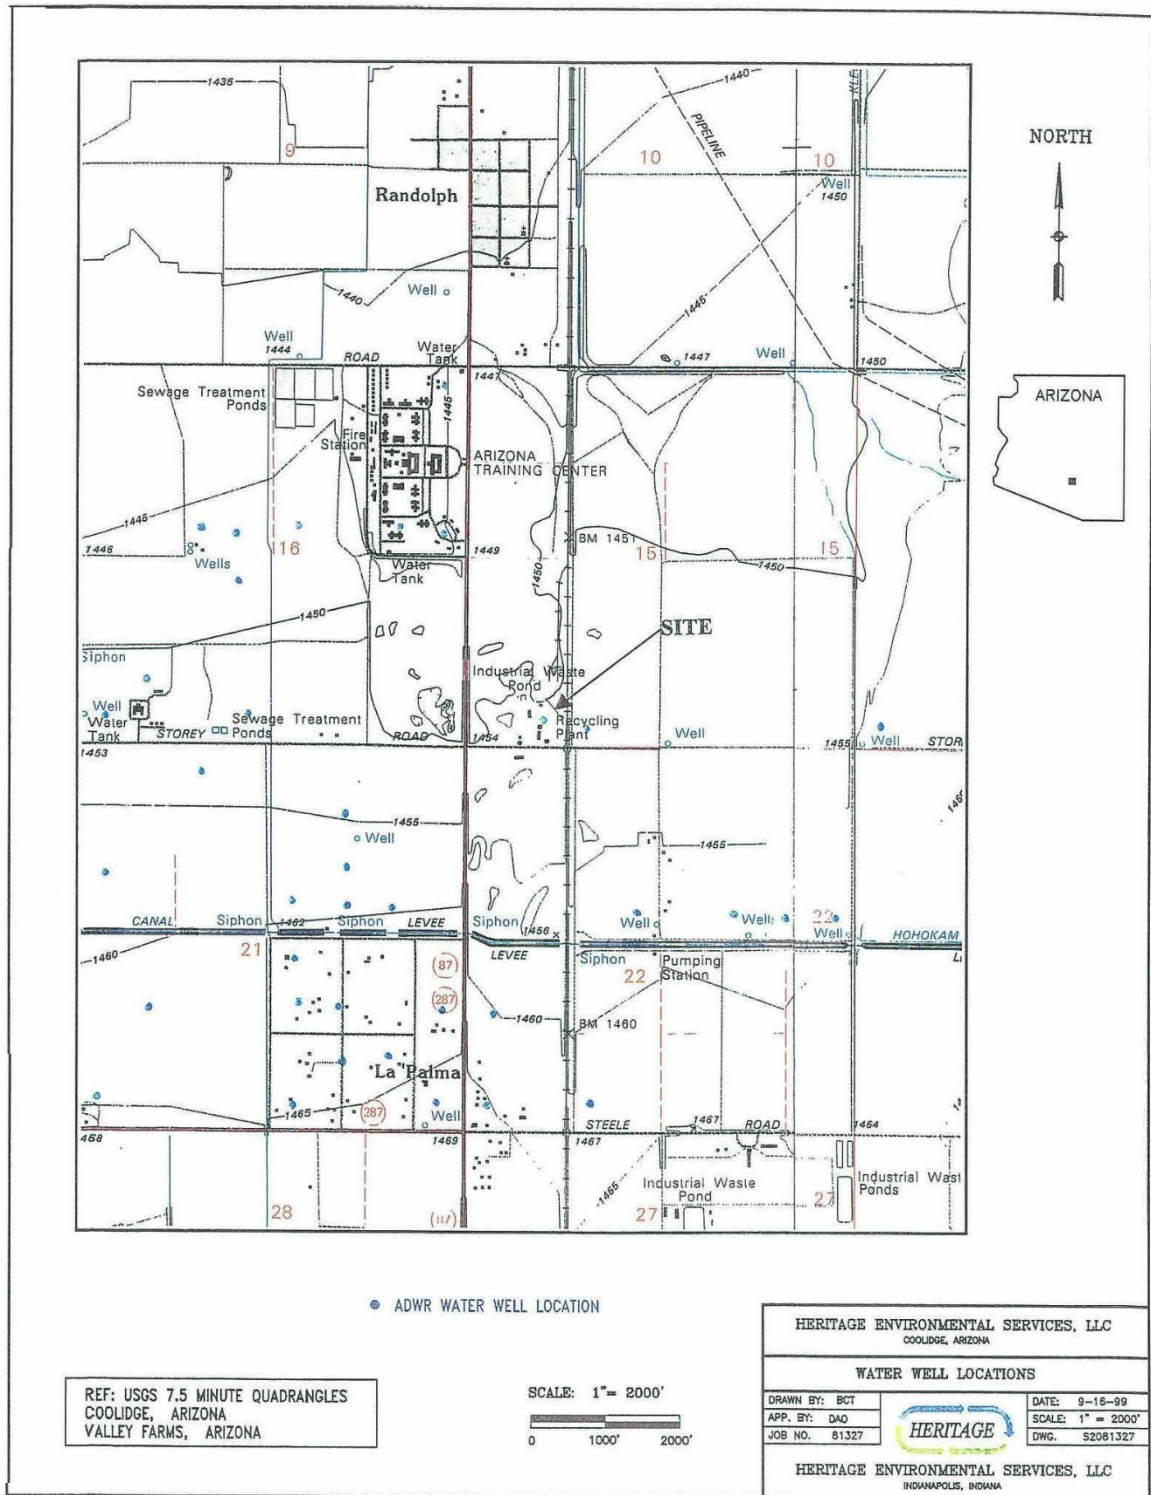 1435
1440
KLE
9
10
10
PIPELINE
Well
1450
Randolph
NORTH
Well
1440
1445
Well
1444
ROAD
Water
Tank
1447
1447
Well
1450
Sewage Treatment
Ponds
1445
Fire
Station
ARIZONA
TRAINING CENTER
ARIZONA
1445
1446
16
Wells
1449
Water
Tank
1450
BM 1451
15
15
1450
1450
SITE
Siphon
Industrial Waste
Pond
Well
Water
Tank
STOREY
Sewage Treatment
Ponds
ROAD
1454
Recycling
Plant
Well
1455
Well
STOR
1453
1455
Well
1455
1460
CANAL
Siphon
1462
Siphon
LEVEE
Siphon
1456
Well
Wells
22
Well
HOHOKAM
1460
21
87
LEVEE
Siphon
Pumping
Station
22
287
1460
BM 1460
La Palma
1465
287
Well
STEELE
1467
ROAD
1464
468
1469
1467
1465
Industrial Waste
Pond
Industrial Wast
Ponds
28
27
27
ADWR WATER WELL LOCATION
REF: USGS 7.5 MINUTE QUADRANGLES
COOLIDGE, ARIZONA
VALLEY FARMS, ARIZONA
SCALE: 1"= 2000'
0 1000' 2000'
HERITAGE ENVIRONMENTAL SERVICES, LLC
COOLIDGE, ARIZONA
WATER WELL LOCATIONS
DRAWN BY: BCT
APP. BY: DAO
JOB NO. 81327
HERITAGE
DATE: 9-16-99
SCALE: 1" = 2000'
DWG. S2081327
HERITAGE ENVIRONMENTAL SERVICES, LLC
INDIANAPOLIS, INDIANA